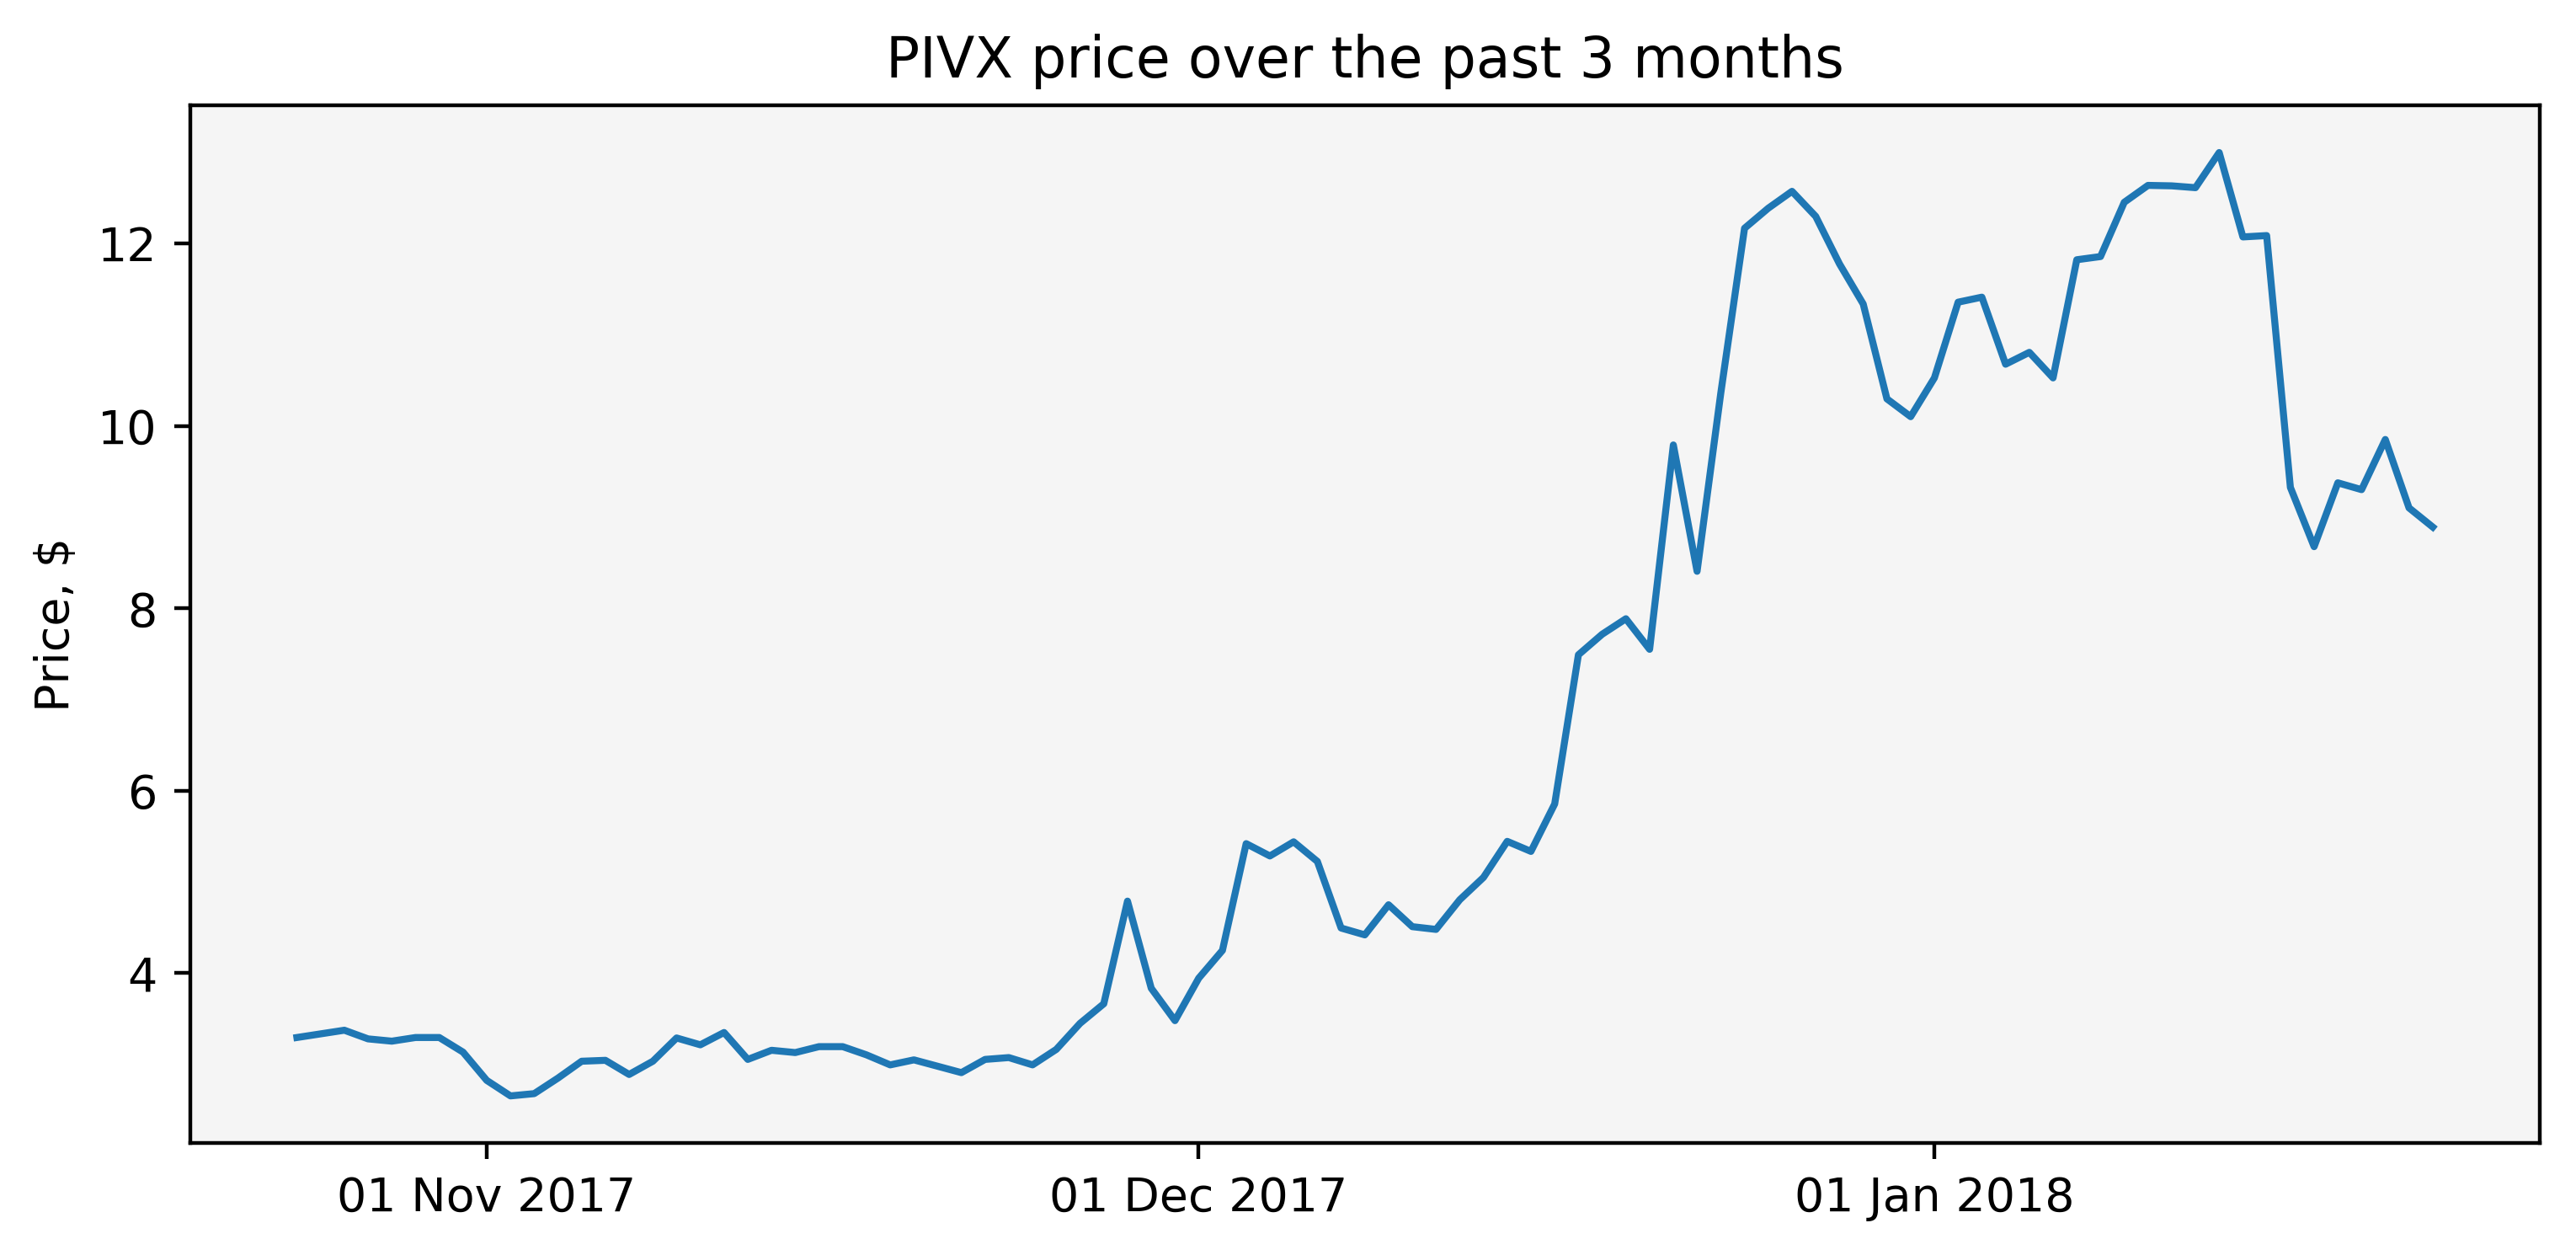 PIVX price over the past 3 months
Price, $
12
10
8
6
4
01 Nov 2017
01 Dec 2017
01 Jan 2018